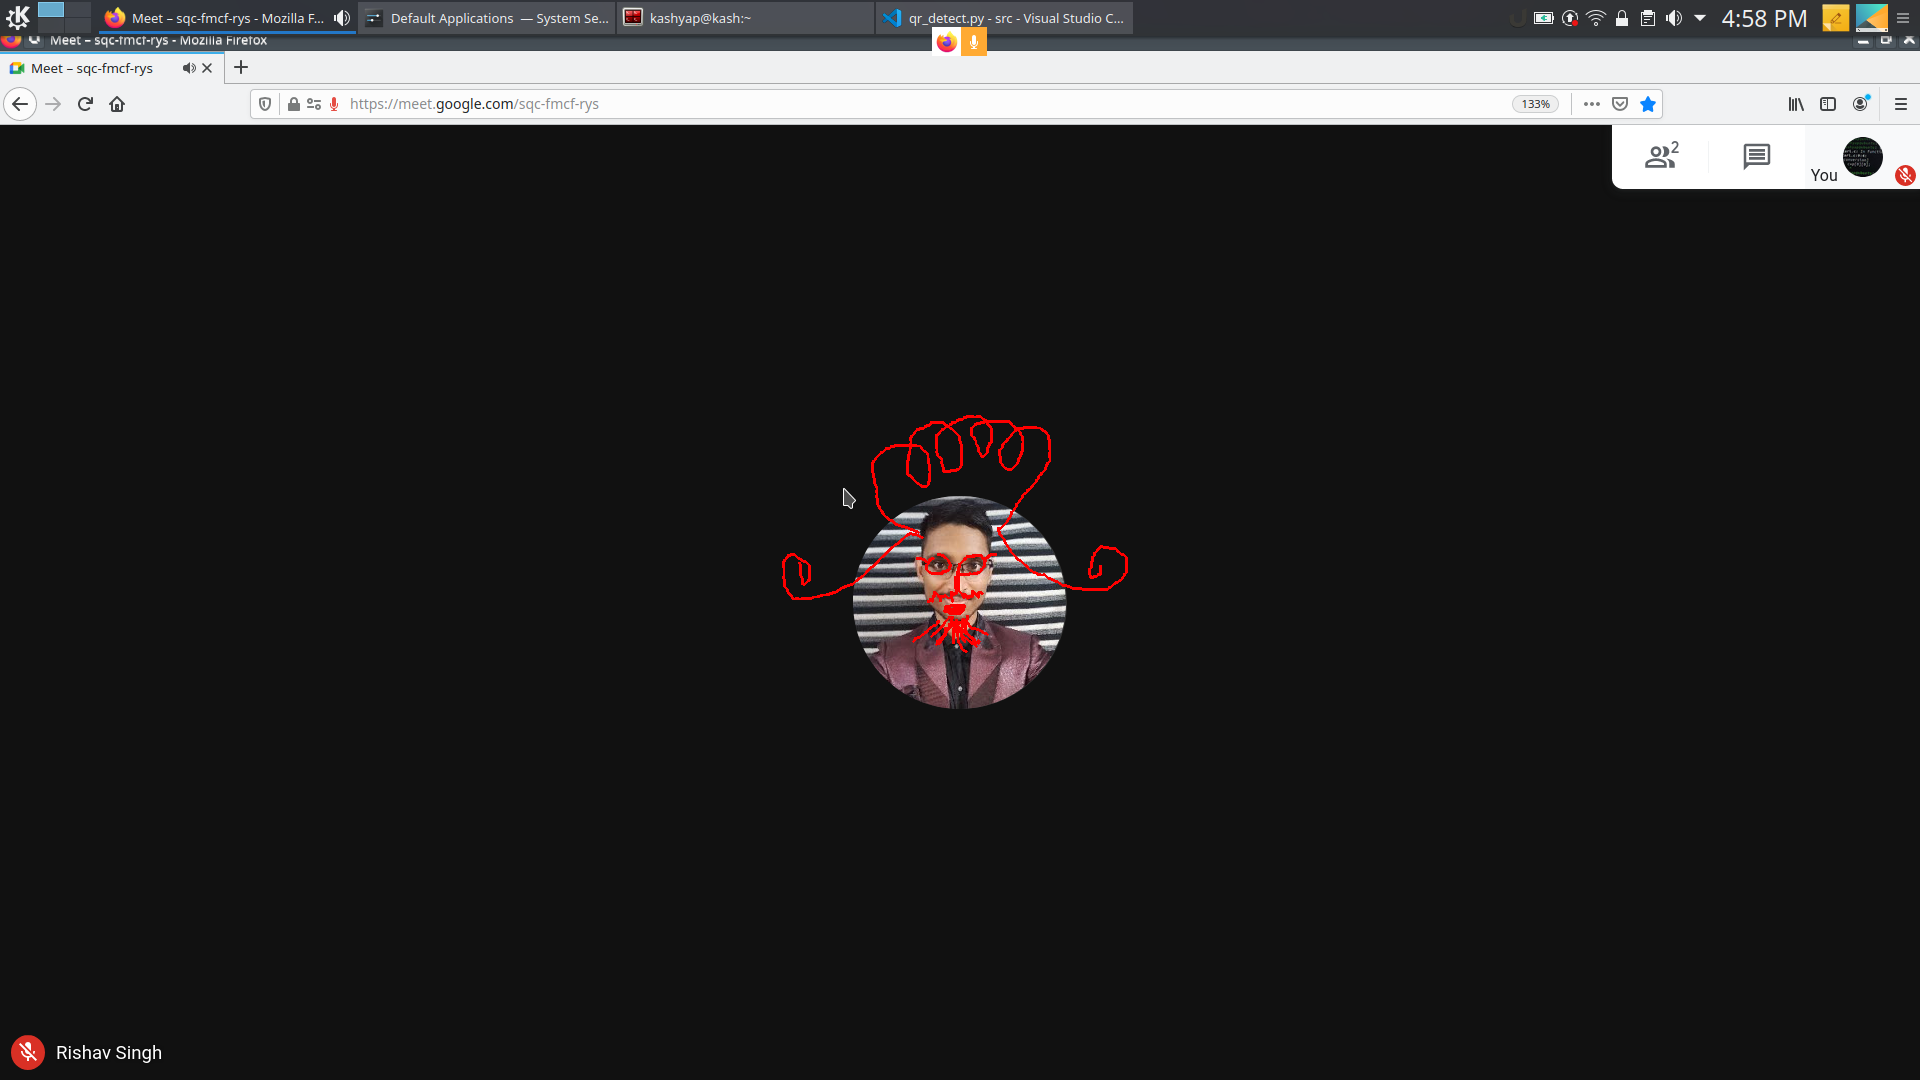 Meet – sqc-fmcf-rys - Mozilla F...
Default Applications — System Se...
kashyap@kash:~
qr_detect.py - src - Visual Studio C...
4:58 PM
Meet – sqc-fmcf-rys - Mozilla Firefox
Meet – sqc-fmcf-rys
https://meet.google.com/sqc-fmcf-rys
133%
2
You
Rishav Singh